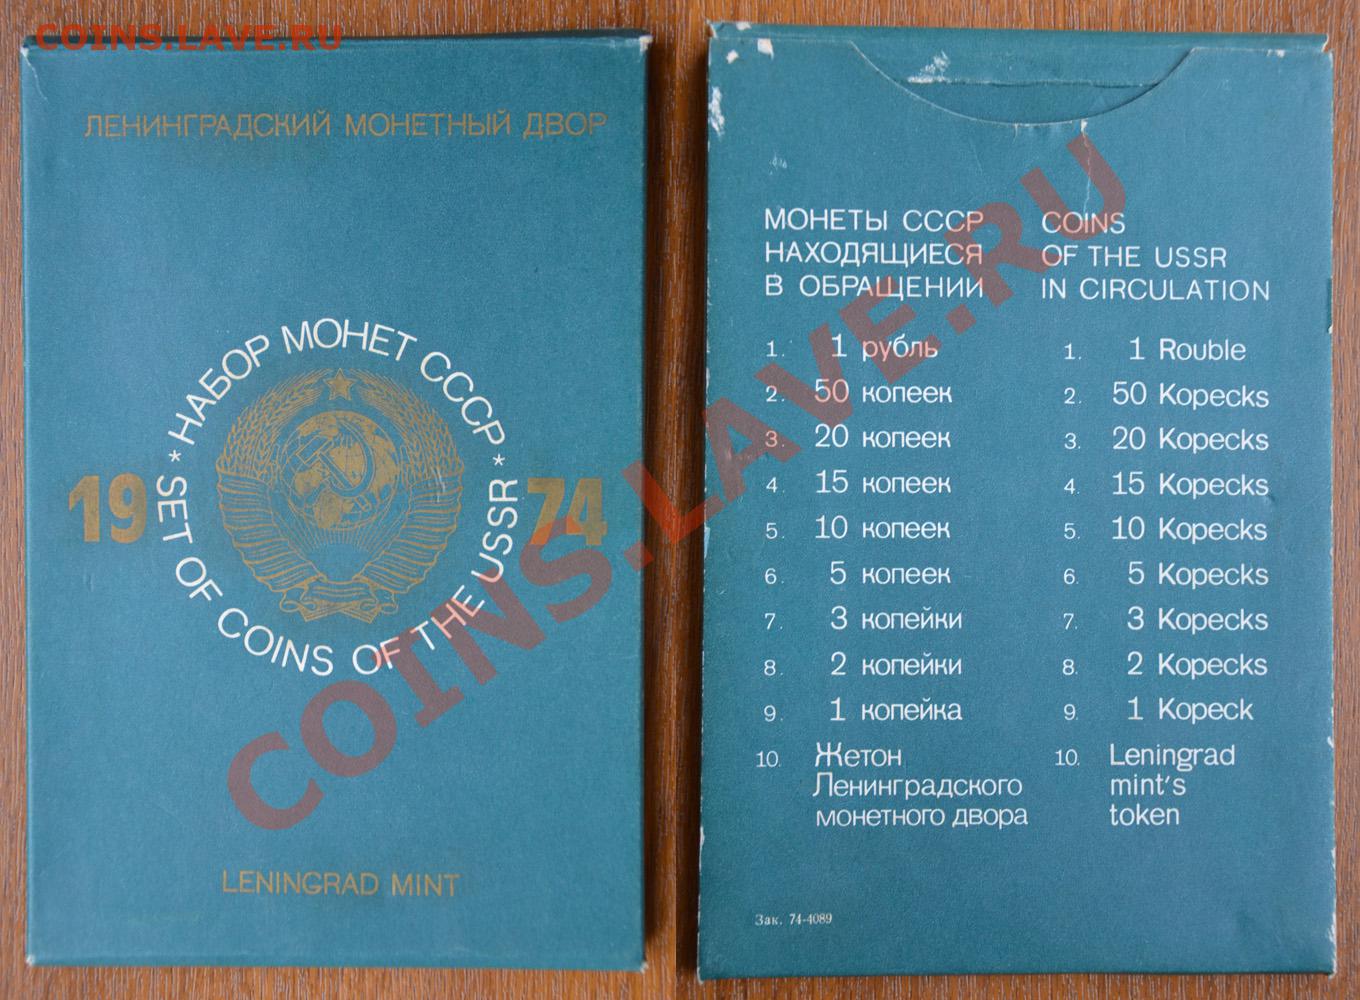 COINS.LAVE.RU
ЛЕНИНГРАДСКИЙ МОНЕТНЫЙ ДВОР
* НАБОР МОНЕТ СССР *
19 74
SET OF COINS OF THE USSR
LENINGRAD MINT
МОНЕТЫ СССР
НАХОДЯЩИЕСЯ
В ОБРАЩЕНИИ
1. 1 рубль
2. 50 копеек
3. 20 копеек
4. 15 копеек
5. 10 копеек
6. 5 копеек
7. 3 копейки
8. 2 копейки
9. 1 копейка
10. Жетон
Ленинградского
монетного двора
COINS
OF THE USSR
IN CIRCULATION
1. 1 Rouble
2. 50 Kopecks
3. 20 Kopecks
4. 15 Kopecks
5. 10 Kopecks
6. 5 Kopecks
7. 3 Kopecks
8. 2 Kopecks
9. 1 Kopeck
10. Leningrad
mint's
token
Зак. 74-4089
COINS.LAVE.RU